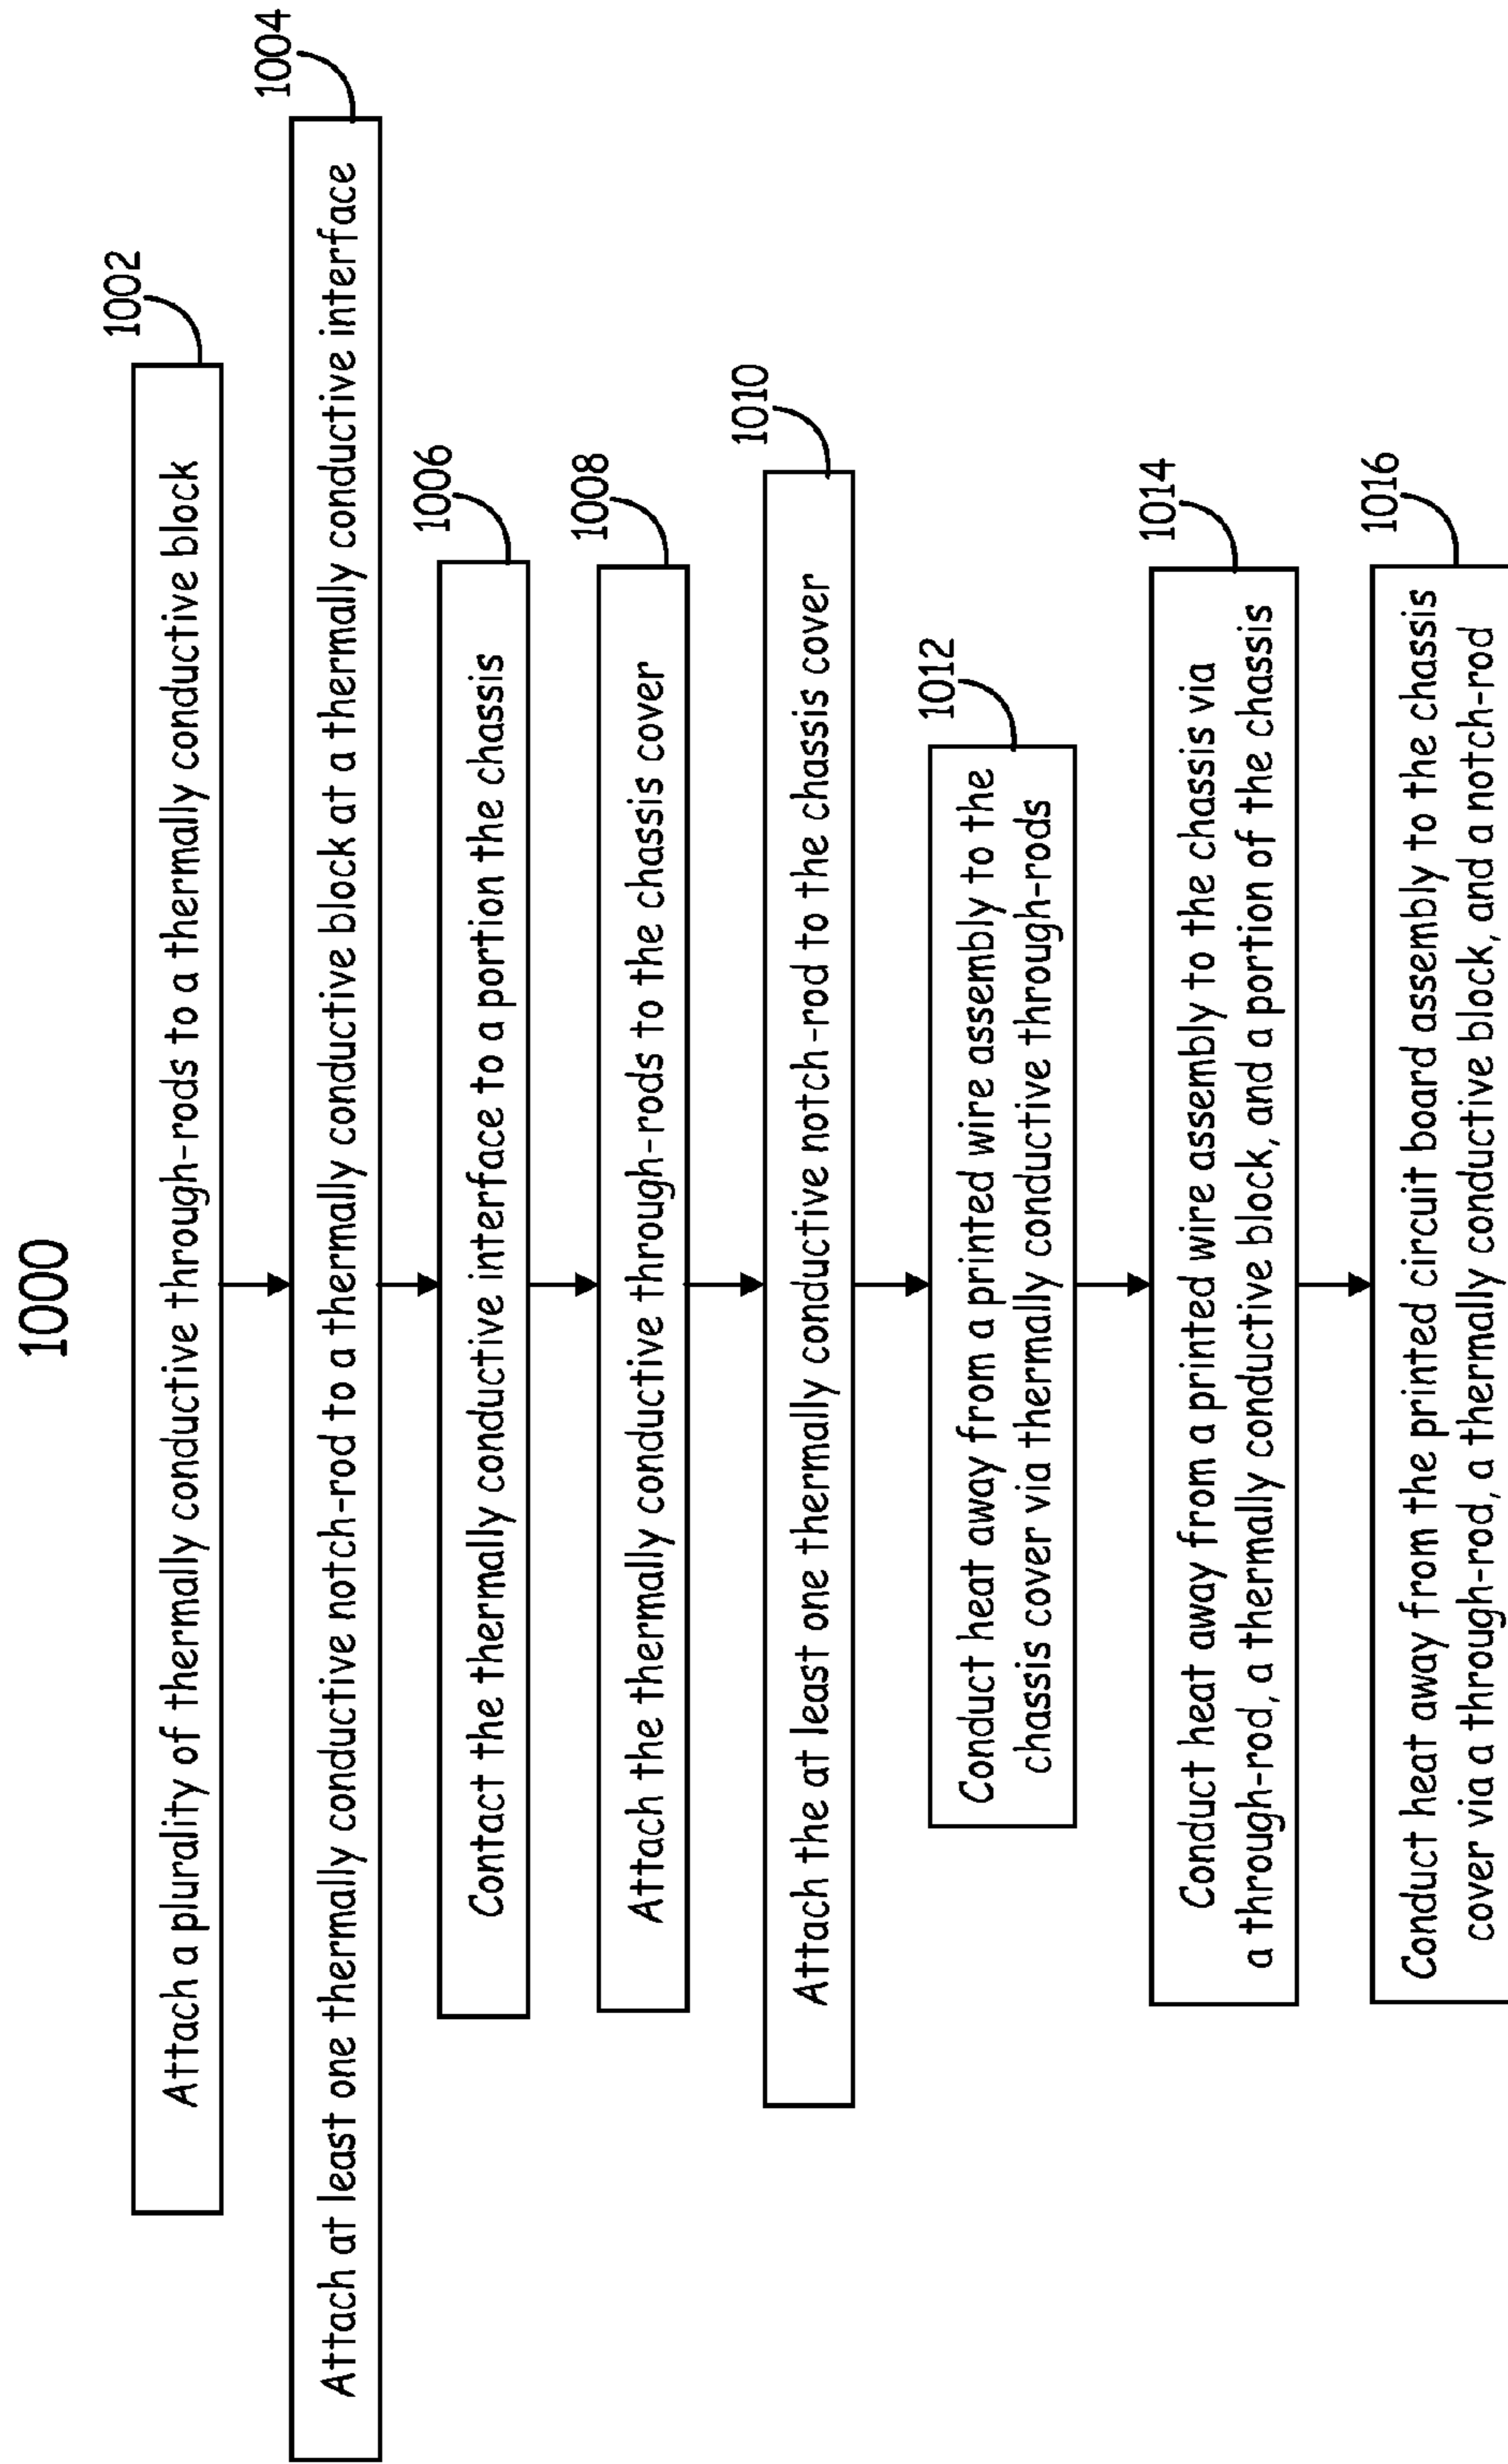 1000
1002
Attach a plurality of thermally conductive through-rods to a thermally conductive block
1004
Attach at least one thermally conductive notch-rod to a thermally conductive block at a thermally conductive interface
1006
Contact the thermally conductive interface to a portion the chassis
1008
Attach the thermally conductive through-rods to the chassis cover
1010
Attach the at least one thermally conductive notch-rod to the chassis cover
1012
Conduct heat away from a printed wire assembly to the
chassis cover via thermally conductive through-rods
1014
Conduct heat away from a printed wire assembly to the chassis via
a through-rod, a thermally conductive block, and a portion of the chassis
1016
Conduct heat away from the printed circuit board assembly to the chassis
cover via a through-rod, a thermally conductive block, and a notch-rod